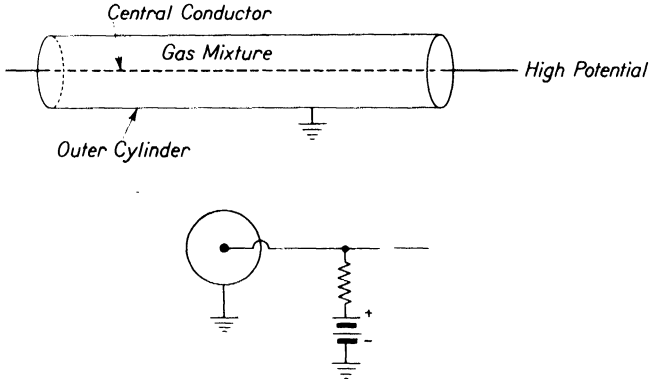 Central Conductor
Gas Mixture
High Potential
Outer Cylinder
+
-